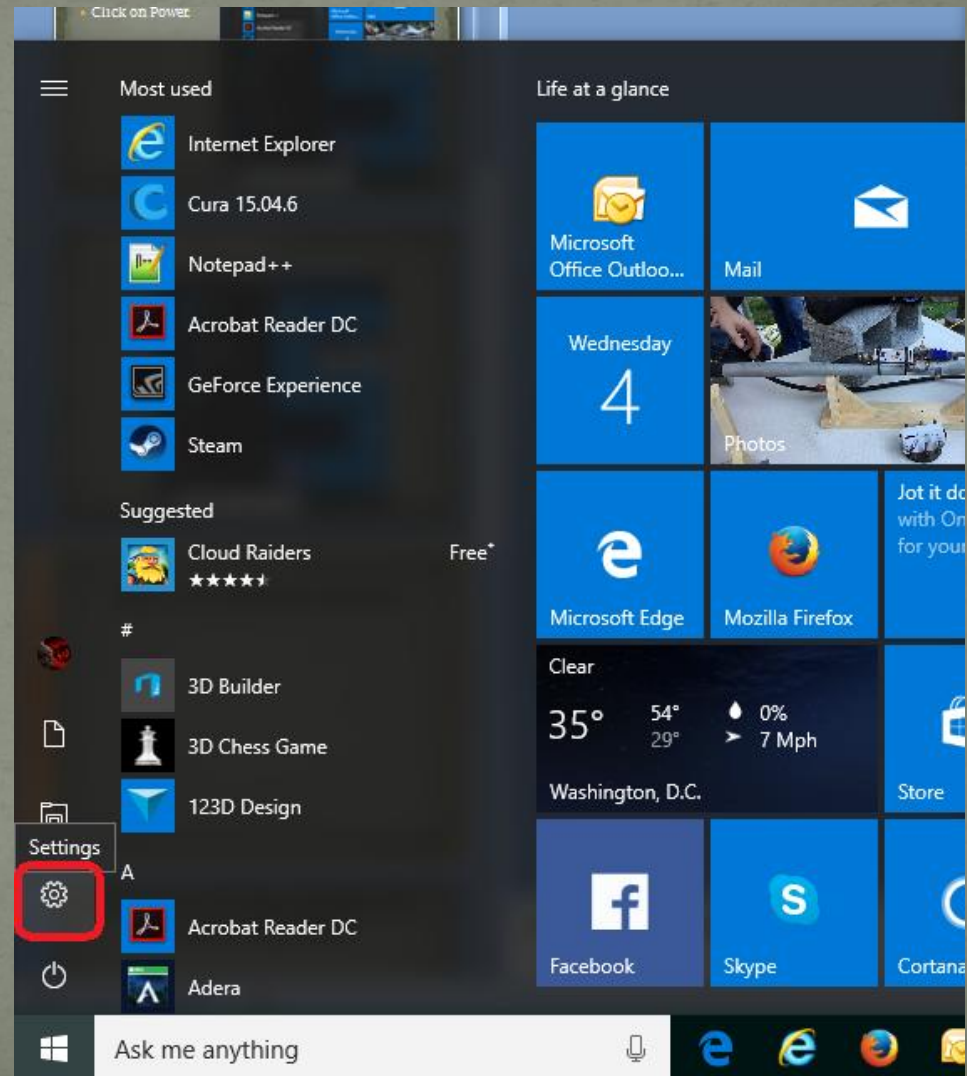 Click on Power
Most used
Internet Explorer
Cura 15.04.6
Notepad++
Acrobat Reader DC
GeForce Experience
Steam
Suggested
Cloud Raiders
Free*
#
3D Builder
3D Chess Game
123D Design
Settings
A
Acrobat Reader DC
Adera
Ask me anything
Life at a glance
Microsoft
Office Outloo...
Mail
Wednesday
4
Photos
Microsoft Edge
Mozilla Firefox
Jot it
with
for your
Clear
35°
54°
29°
0%
7 Mph
Washington, D.C.
Store
Facebook
Skype
Cortana